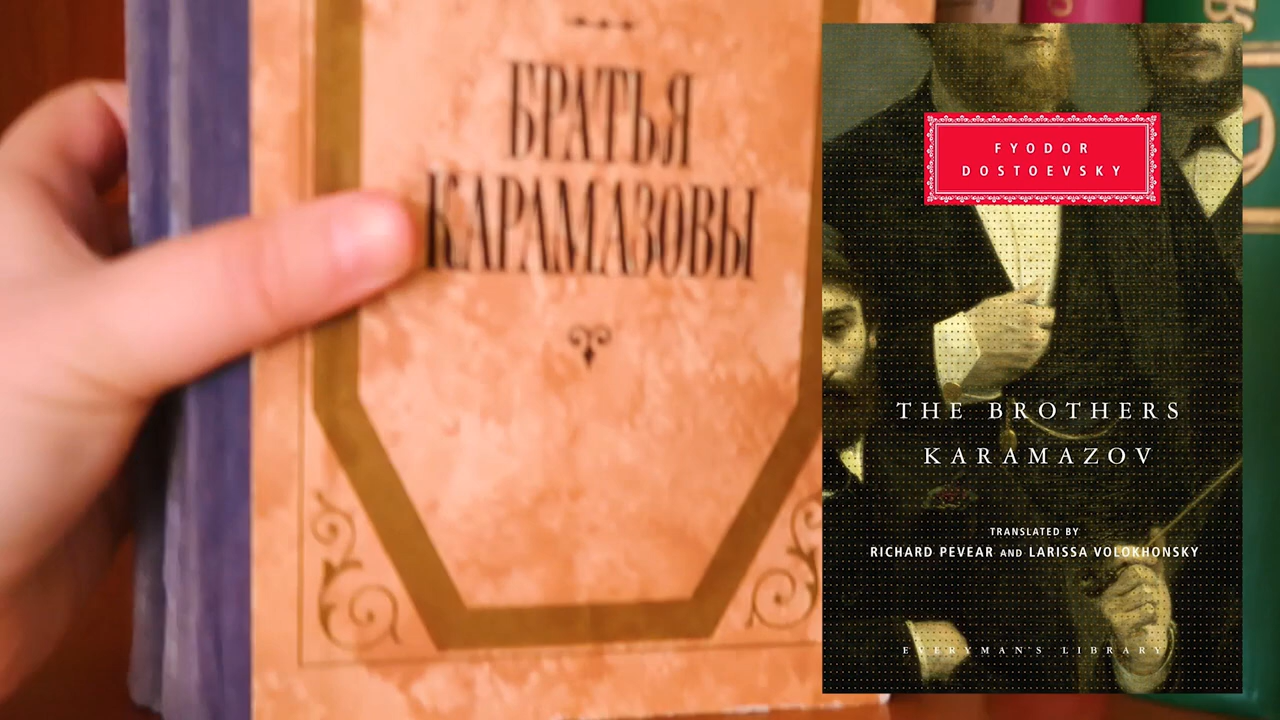 БРАТЬЯ
КАРАМАЗОВЫ
FYODOR
DOSTOEVSKY
THE BROTHERS
KARAMAZOV
TRANSLATED BY
RICHARD PEVEAR AND LARISSA VOLOKHONSKY
EVERYMAN'S LIBRARY